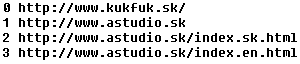 0 http://www.kukfuk.sk/
1 http://www.astudio.sk
2 http://www.astudio.sk/index.sk.html
3 http://www.astudio.sk/index.en.html